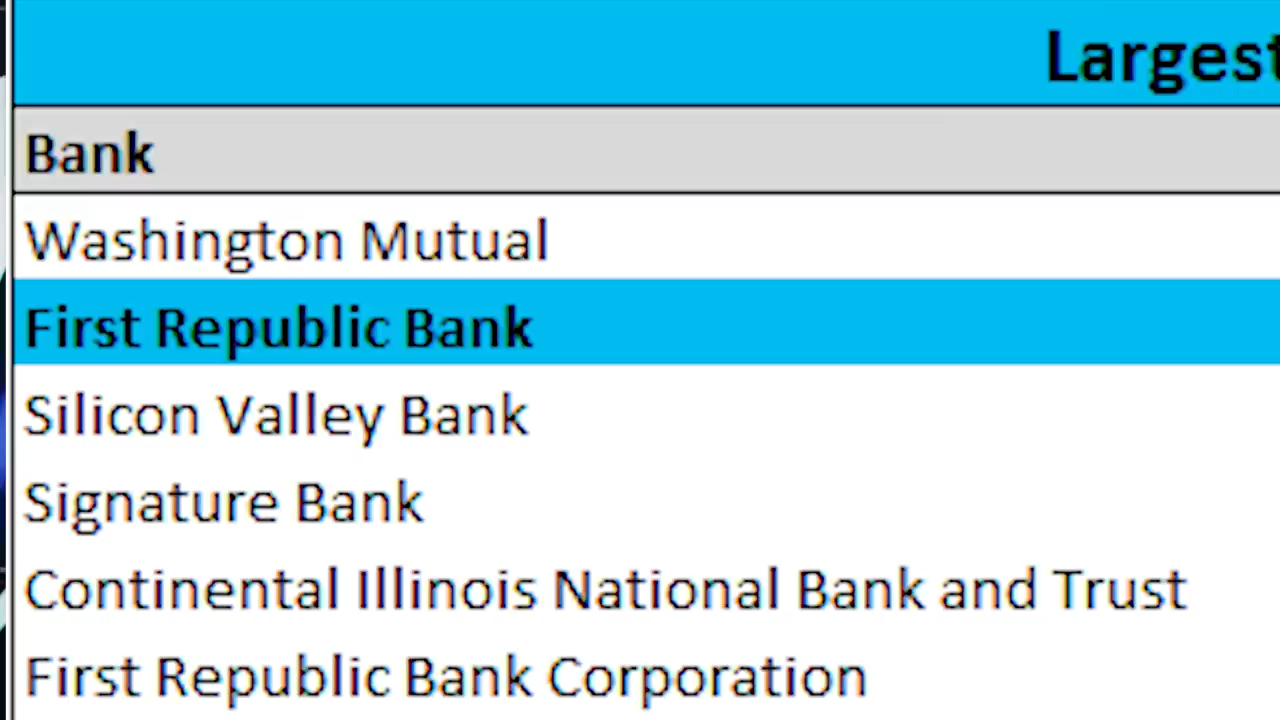 Largest
Bank
Washington Mutual
First Republic Bank
Silicon Valley Bank
Signature Bank
Continental Illinois National Bank and Trust
First Republic Bank Corporation